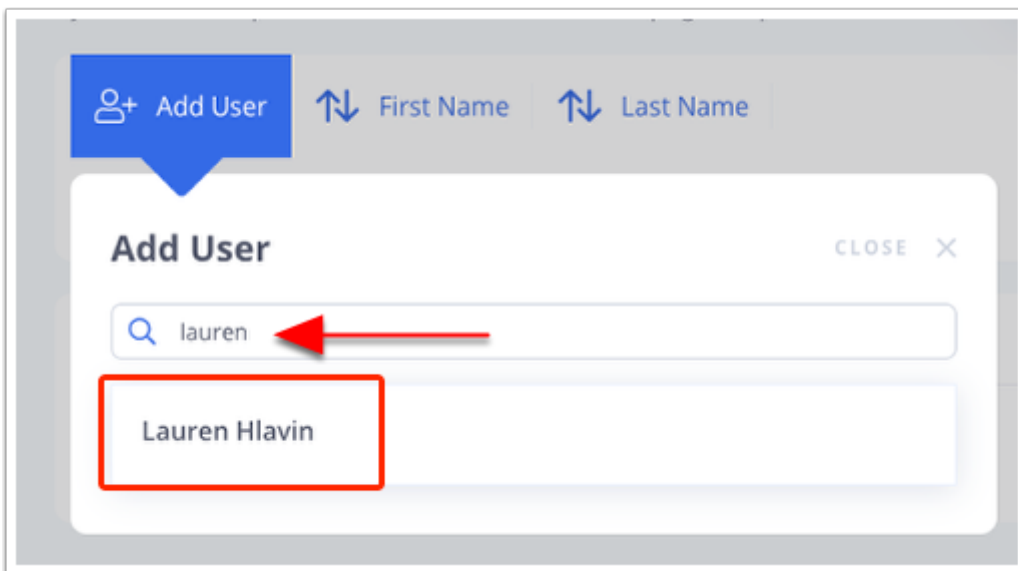 Add User First Name Last Name
Add User
CLOSE
lauren
Lauren Hlavin